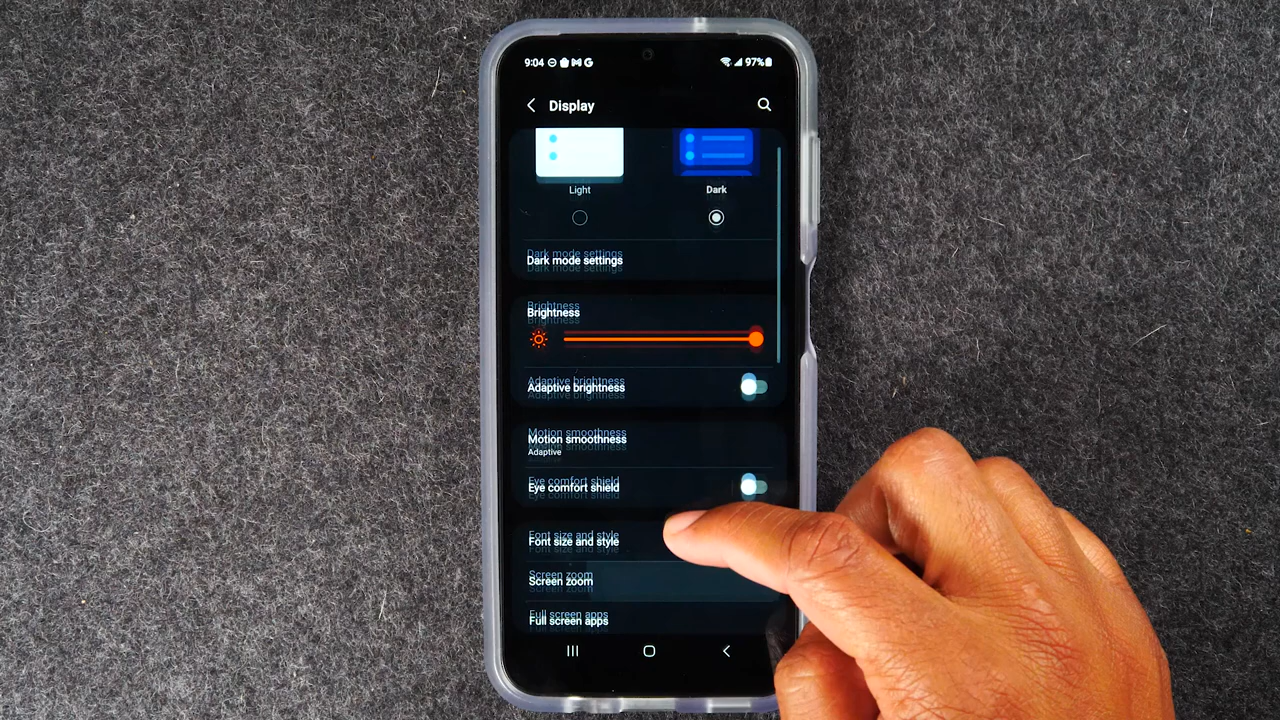 9:04 97%
Display
Light Dark
Dark mode settings
Brightness
Adaptive brightness
Motion smoothness
Adaptive
Eye comfort shield
Font size and style
Screen zoom
Full screen apps